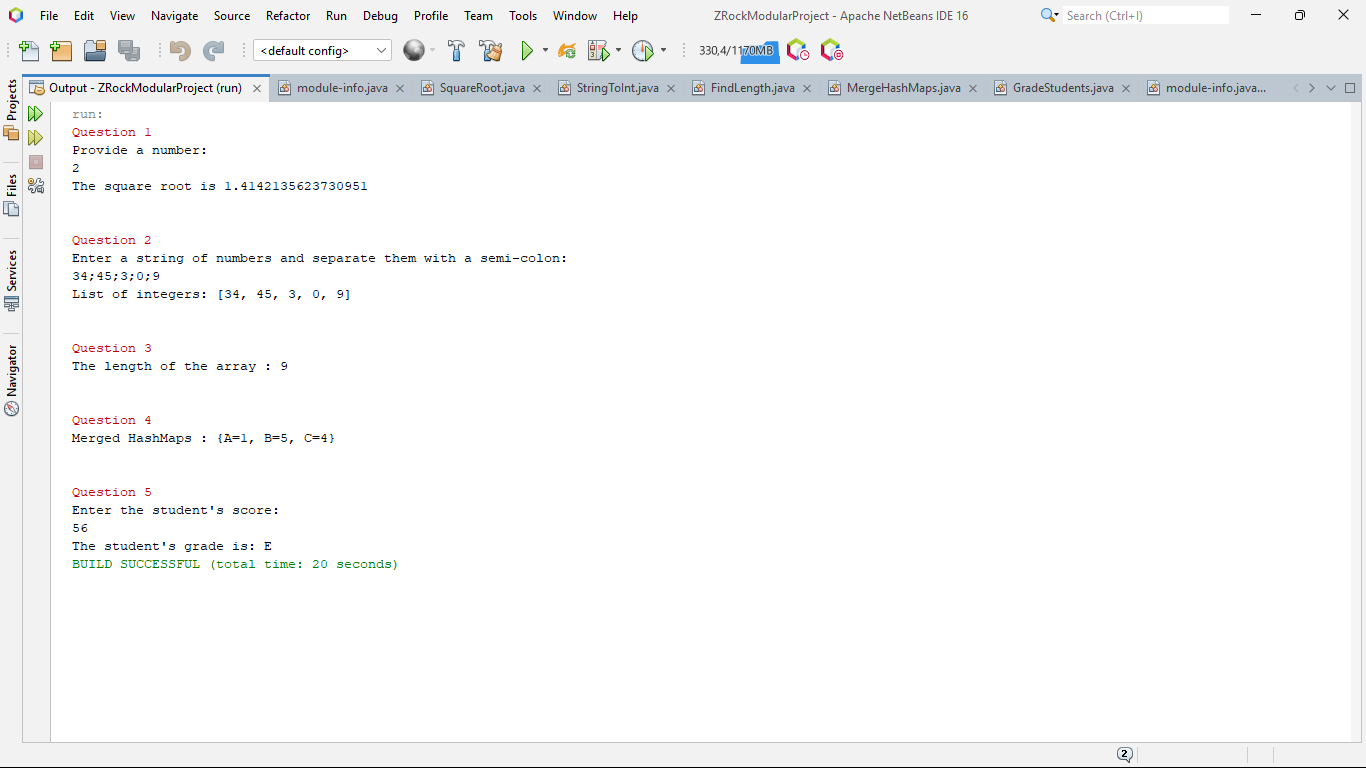 File Edit View Navigate Source Refactor Run Debug Profile Team Tools Window Help ZRockModularProject - Apache NetBeans IDE 16 Search (Ctrl+I)
<default config> 330,4/1170MB
Output - ZRockModularProject (run) module-info.java SquareRoot.java StringToInt.java FindLength.java MergeHashMaps.java GradeStudents.java module-info.java...
Projects
Files
Services
Navigator
run:
Question 1
Provide a number:
2
The square root is 1.4142135623730951
Question 2
Enter a string of numbers and separate them with a semi-colon:
34;45;3;0;9
List of integers: [34, 45, 3, 0, 9]
Question 3
The length of the array : 9
Question 4
Merged HashMaps : {A=1, B=5, C=4}
Question 5
Enter the student's score:
56
The student's grade is: E
BUILD SUCCESSFUL (total time: 20 seconds)
2